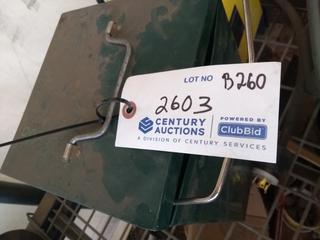 LOT NO B260
2603
CENTURY
AUCTIONS
POWERED BY
ClubBid
A DIVISION OF CENTURY SERVICES